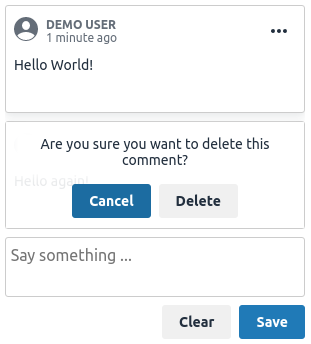 DEMO USER
1 minute ago
Hello World!
Are you sure you want to delete this
comment?
Hello again!
Cancel
Delete
Say something ...
Clear
Save